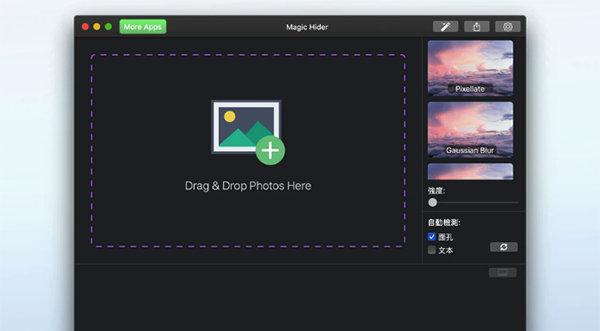 More Apps
Magic Hider
Drag & Drop Photos Here
Pixellate
Gaussian Blur
強度:
自動檢測:
面孔
文本